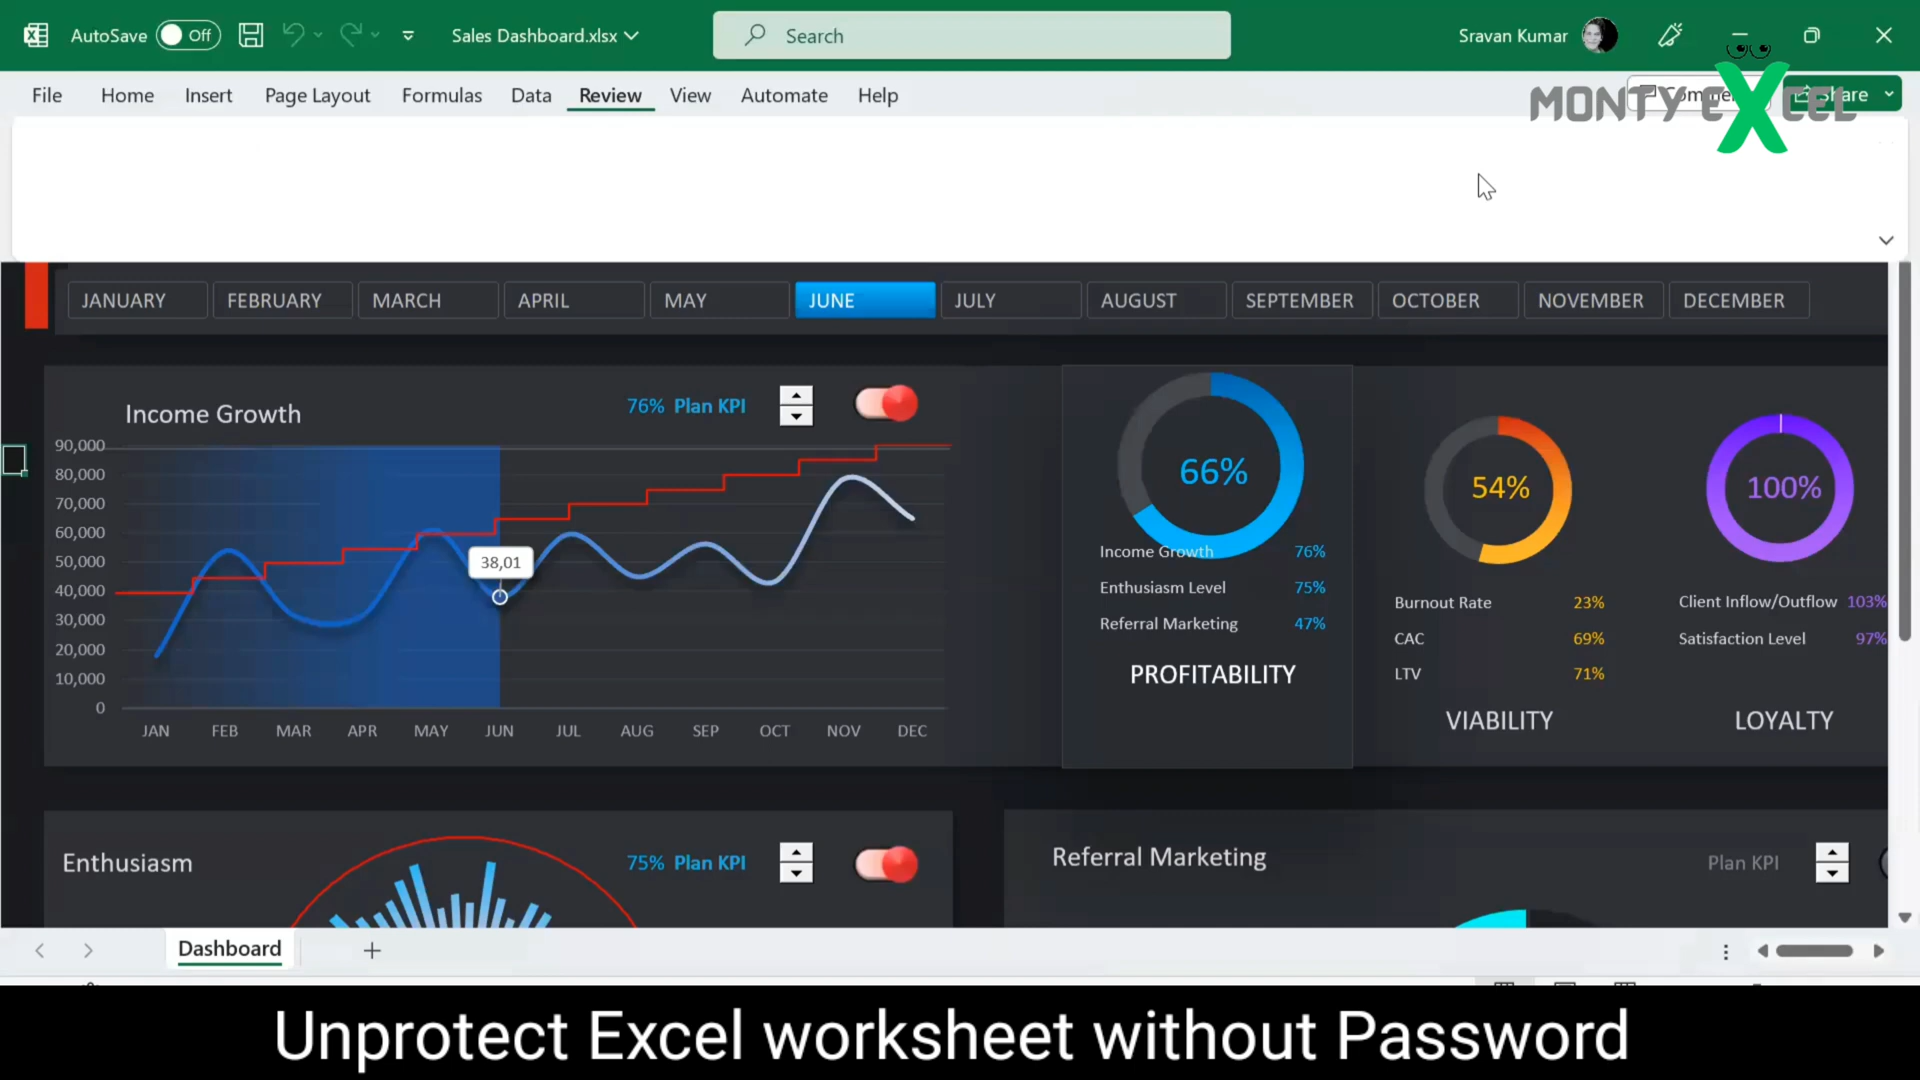 AutoSave Off Sales Dashboard.xlsx Search Sravan Kumar
File Home Insert Page Layout Formulas Data Review View Automate Help Share
MONTY EXCEL
JANUARY FEBRUARY MARCH APRIL MAY JUNE JULY AUGUST SEPTEMBER OCTOBER NOVEMBER DECEMBER
Income Growth
76% Plan KPI
90,000
80,000
70,000
60,000
50,000
40,000
30,000
20,000
10,000
0
38,01
JAN FEB MAR APR MAY JUN JUL AUG SEP OCT NOV DEC
66%
Income Growth 76%
Enthusiasm Level 75%
Referral Marketing 47%
PROFITABILITY
54%
Burnout Rate 23%
CAC 69%
LTV 71%
VIABILITY
100%
Client Inflow/Outflow 103%
Satisfaction Level 97%
LOYALTY
Enthusiasm
75% Plan KPI
Referral Marketing
Plan KPI
Dashboard
Unprotect Excel worksheet without Password